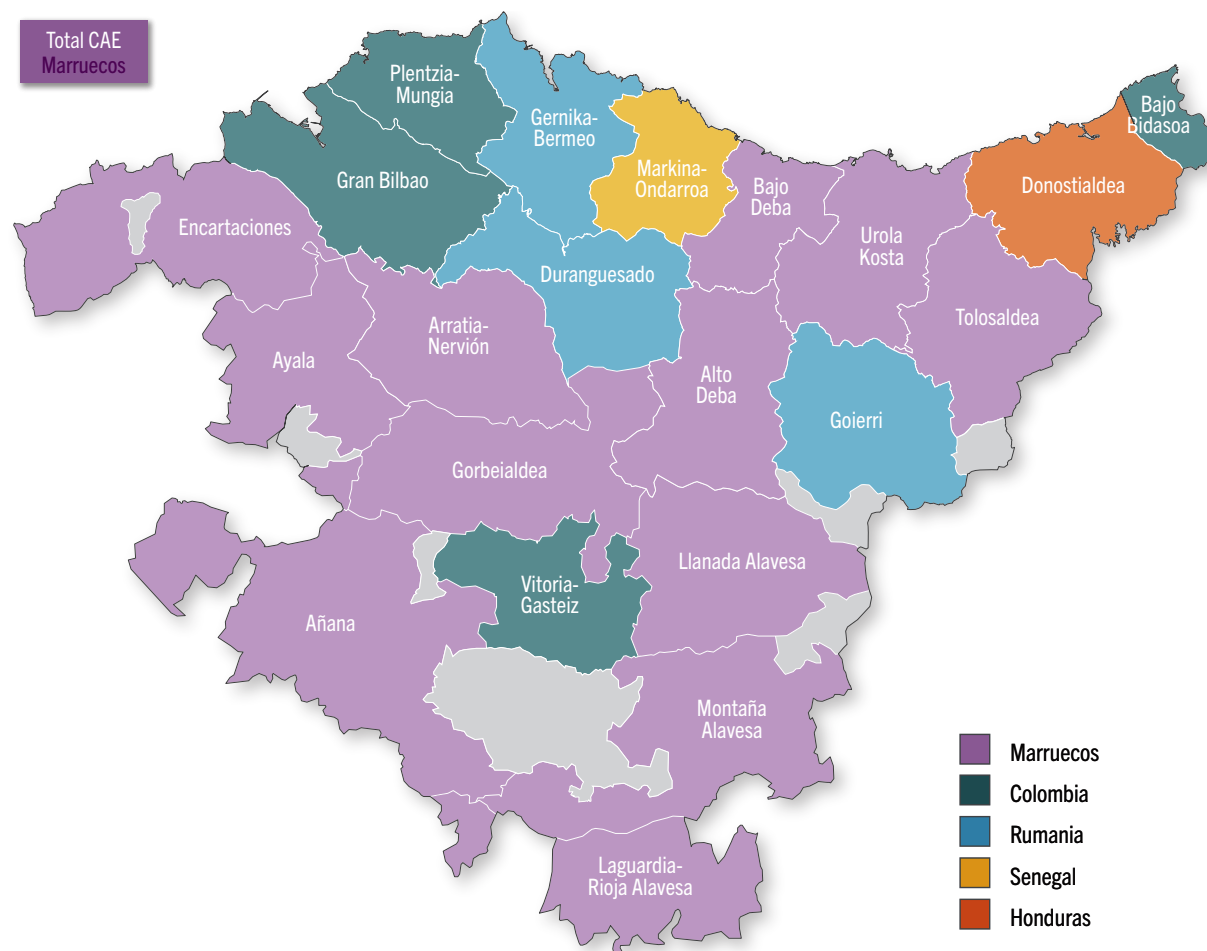 Total CAE
Marruecos
Plentzia-
Mungia
Gernika-
Bermeo
Bajo
Bidasoa
Gran Bilbao
Markina-
Ondarroa
Bajo
Deba
Donostialdea
Encartaciones
Urola
Kosta
Duranguesado
Arratia-
Nervión
Tolosaldea
Ayala
Alto
Deba
Goierri
Gorbeialdea
Llanada Alavesa
Vitoria-
Gasteiz
Añana
Montaña
Alavesa
Laguardia-
Rioja Alavesa
Marruecos
Colombia
Rumania
Senegal
Honduras